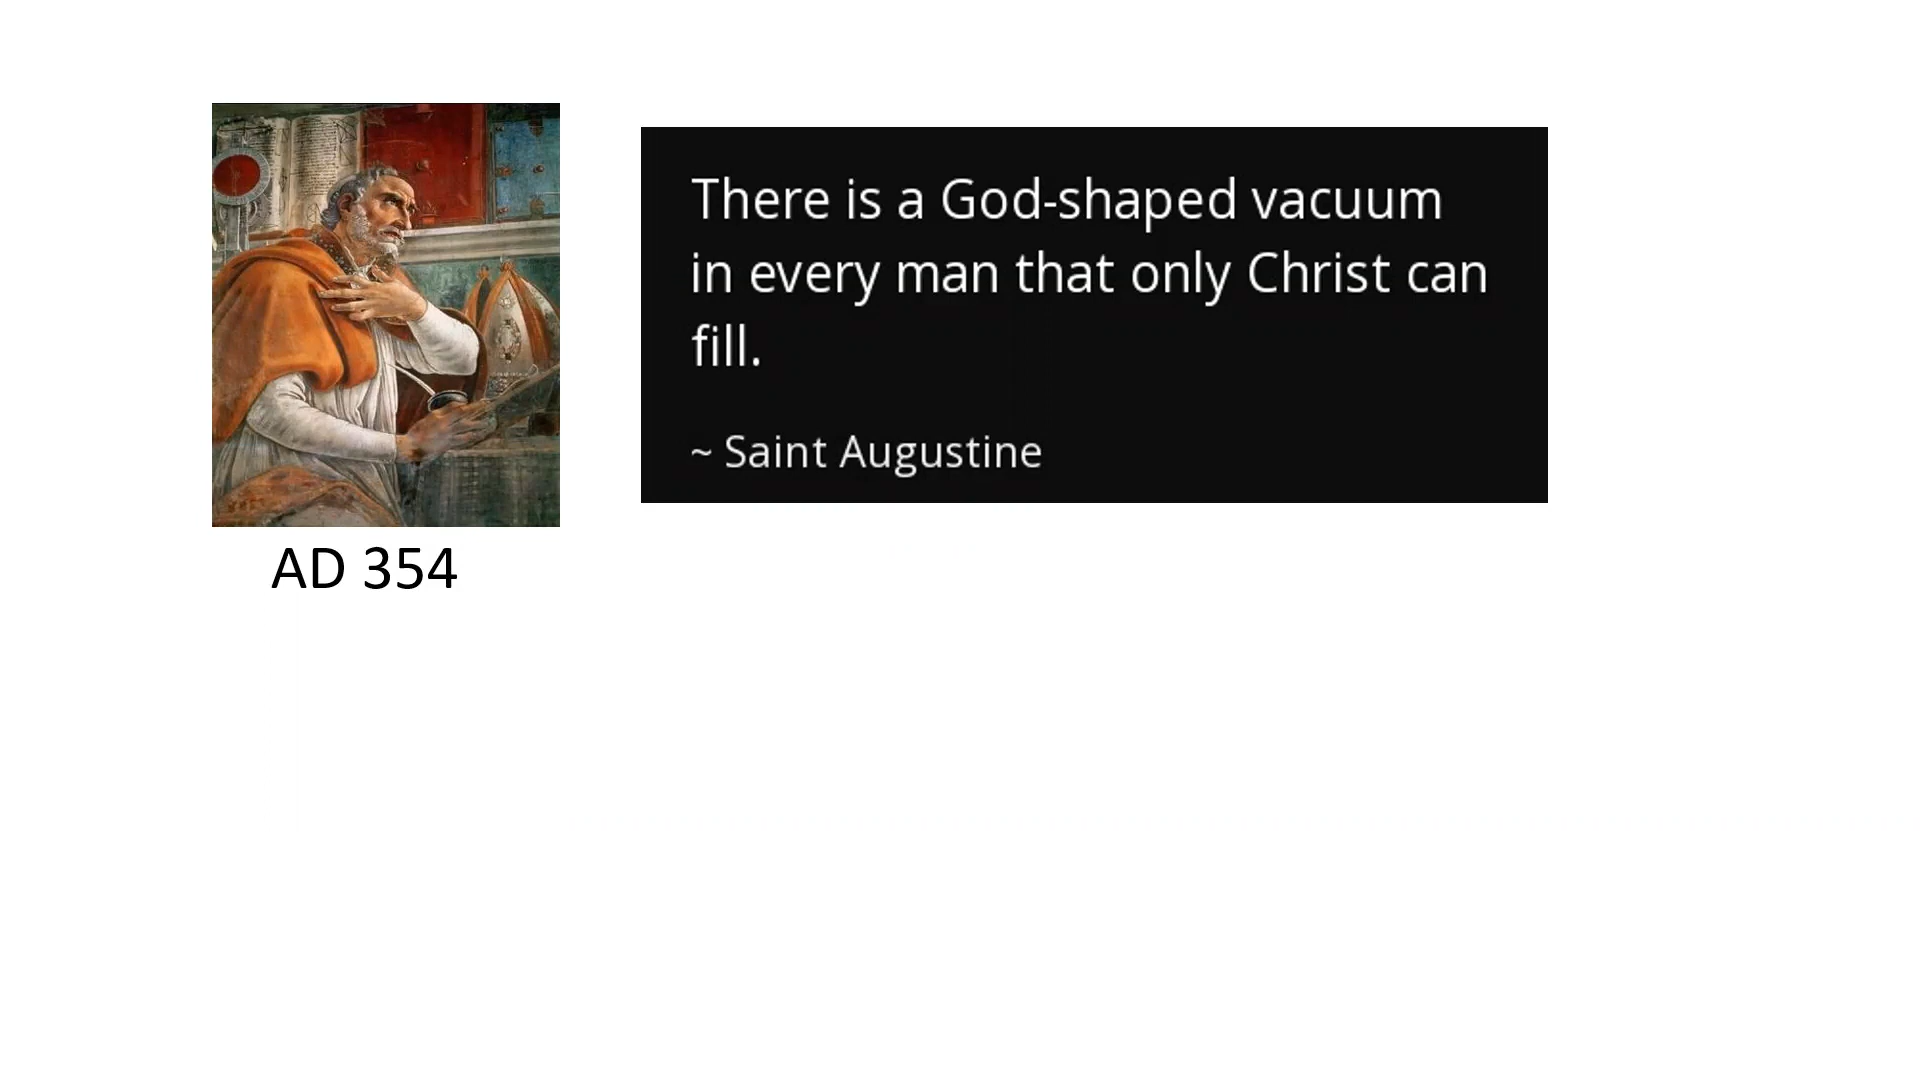 There is a God-shaped vacuum
in every man that only Christ can
fill.
~ Saint Augustine
AD 354